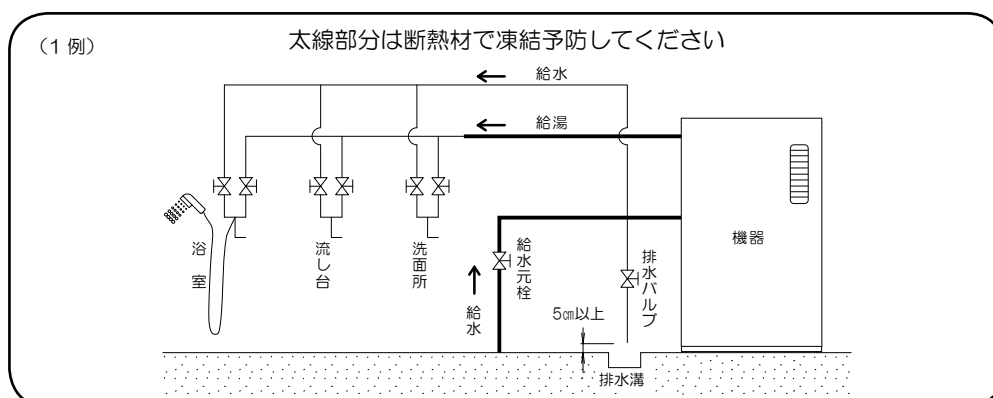 （1例）
太線部分は断熱材で凍結予防してください
給水
給湯
機器
浴室
流し台
洗面所
給水元栓
排水バルブ
給水
5㎝以上
排水溝